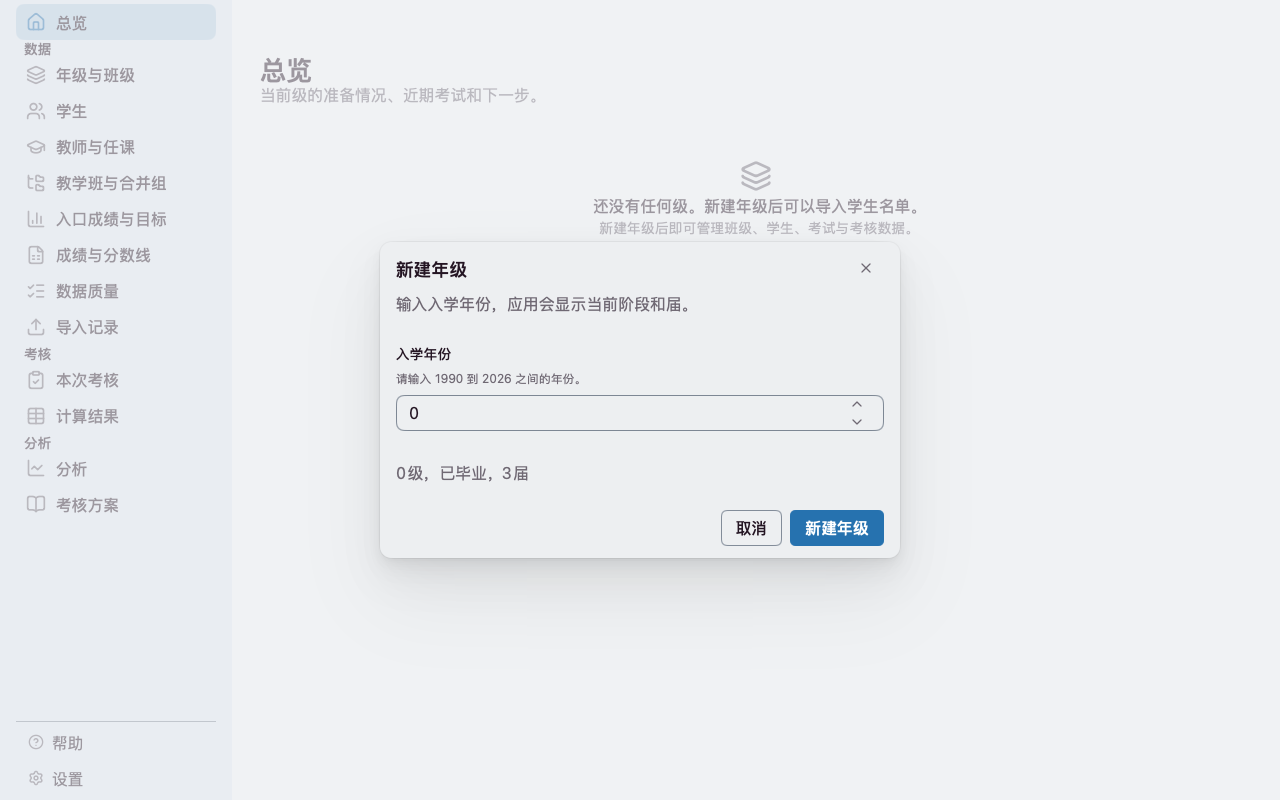 总览
数据
年级与班级
学生
教师与任课
教学班与合并组
入口成绩与目标
成绩与分数线
数据质量
导入记录
考核
本次考核
计算结果
分析
分析
考核方案
帮助
设置
总览
当前级的准备情况、近期考试和下一步。
还没有任何级。新建年级后可以导入学生名单。
新建年级后即可管理班级、学生、考试与考核数据。
新建年级
输入入学年份，应用会显示当前阶段和届。
入学年份
请输入 1990 到 2026 之间的年份。
0
0级，已毕业，3届
取消
新建年级